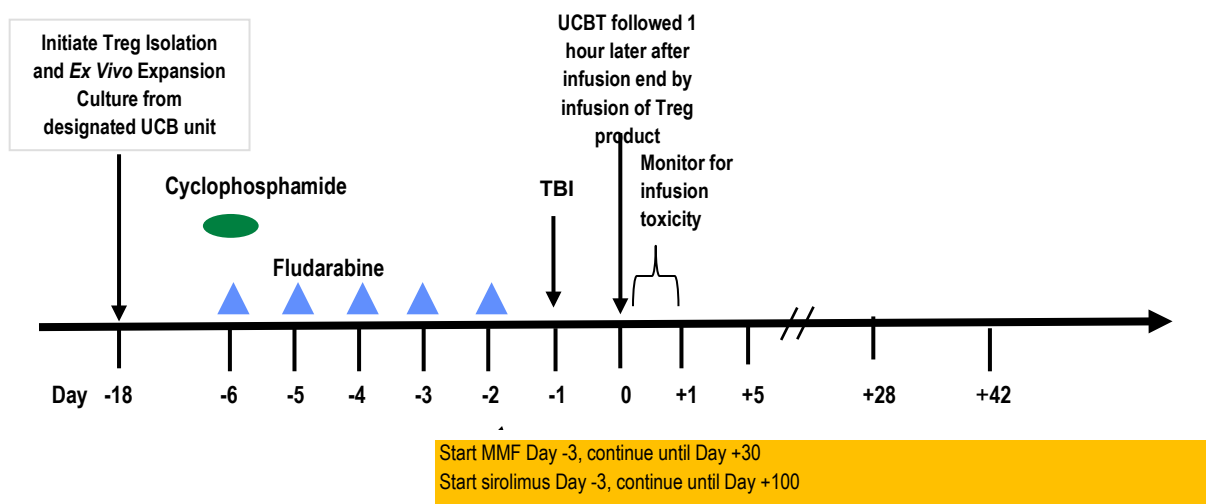 Initiate Treg Isolation
and Ex Vivo Expansion
Culture from
designated UCB unit
UCBT followed 1
hour later after
infusion end by
infusion of Treg
product
Monitor for
infusion
toxicity
Cyclophosphamide
TBI
Fludarabine
Day -18 -6 -5 -4 -3 -2 -1 0 +1 +5 +28 +42
Start MMF Day -3, continue until Day +30
Start sirolimus Day -3, continue until Day +100